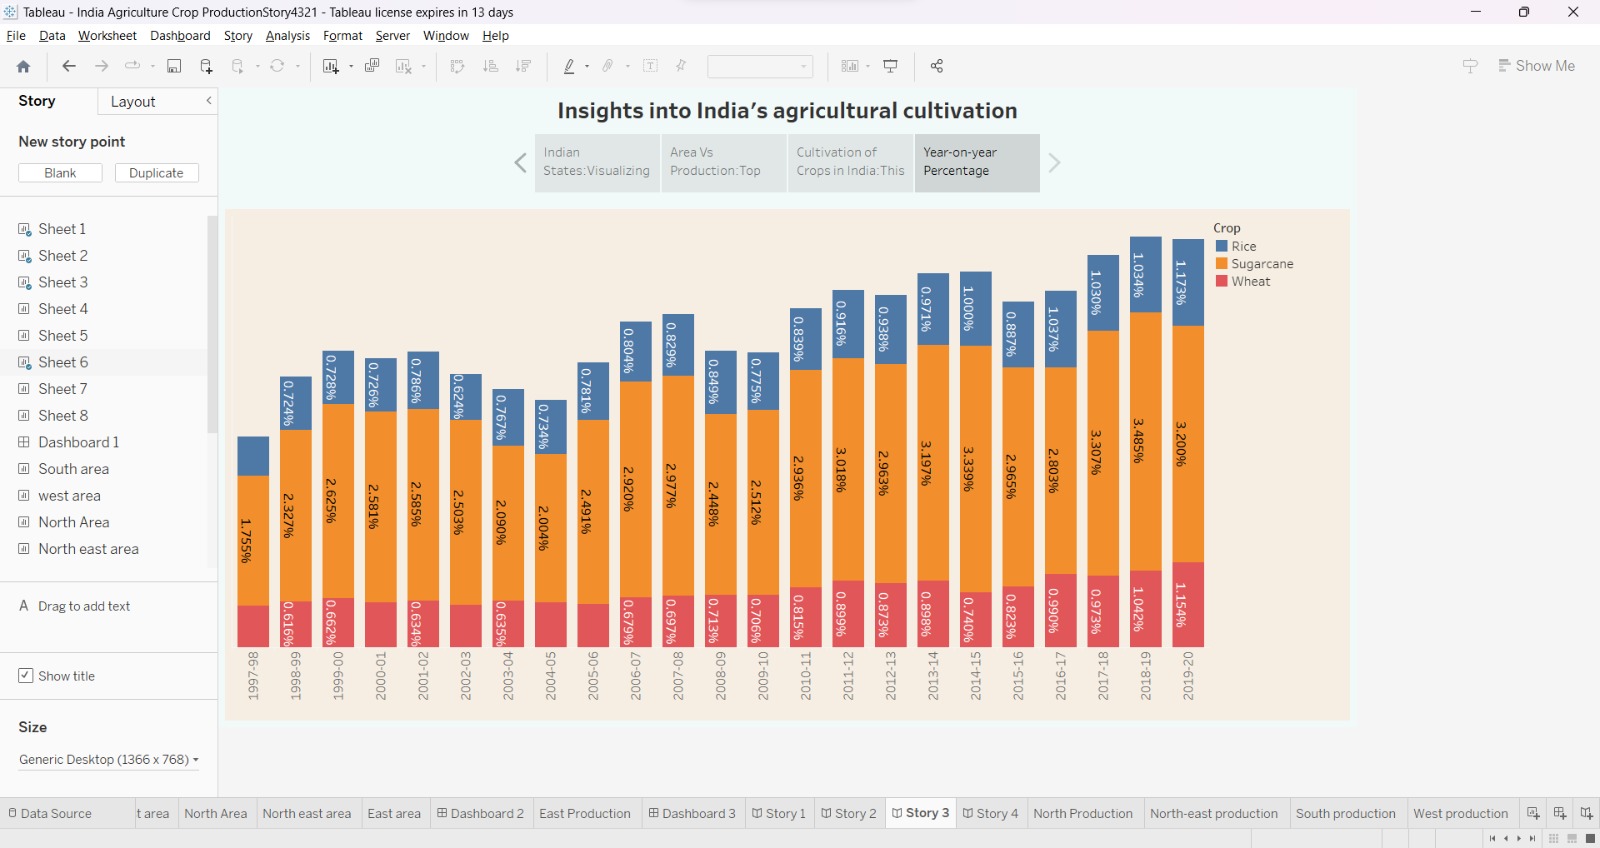 Tableau - India Agriculture Crop ProductionStory4321 - Tableau license expires in 13 days
File Data Worksheet Dashboard Story Analysis Format Server Window Help
Show Me
Story Layout
New story point
Blank Duplicate
Sheet 1
Sheet 2
Sheet 3
Sheet 4
Sheet 5
Sheet 6
Sheet 7
Sheet 8
Dashboard 1
South area
west area
North Area
North east area
A Drag to add text
Show title
Size
Generic Desktop (1366 x 768)
Insights into India's agricultural cultivation
Indian
States:Visualizing
Area Vs
Production:Top
Cultivation of
Crops in India:This
Year-on-year
Percentage
Crop
Rice
Sugarcane
Wheat
0.724% 0.728% 0.726% 0.786% 0.624% 0.767% 0.734% 0.781% 0.804% 0.829% 0.849% 0.775% 0.839% 0.916% 0.938% 0.971% 1.000% 0.887% 1.037% 1.030% 1.034% 1.173%
1.755% 2.327% 2.625% 2.581% 2.585% 2.503% 2.090% 2.004% 2.491% 2.920% 2.977% 2.448% 2.512% 2.936% 3.018% 2.963% 3.197% 3.339% 2.965% 2.803% 3.307% 3.485% 3.200%
0.616% 0.662% 0.634% 0.635% 0.679% 0.697% 0.713% 0.706% 0.815% 0.899% 0.873% 0.898% 0.740% 0.823% 0.990% 0.973% 1.042% 1.154%
1997-98 1998-99 1999-00 2000-01 2001-02 2002-03 2003-04 2004-05 2005-06 2006-07 2007-08 2008-09 2009-10 2010-11 2011-12 2012-13 2013-14 2014-15 2015-16 2016-17 2017-18 2018-19 2019-20
Data Source t area North Area North east area East area Dashboard 2 East Production Dashboard 3 Story 1 Story 2 Story 3 Story 4 North Production North-east production South production West production